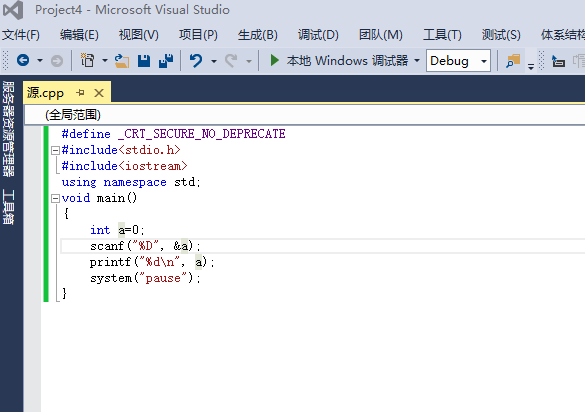 Project4 - Microsoft Visual Studio
文件(F) 编辑(E) 视图(V) 项目(P) 生成(B) 调试(D) 团队(M) 工具(T) 测试(S) 体系结构
本地 Windows 调试器 Debug
服务器资源管理器
工具箱
源.cpp
(全局范围)
#define _CRT_SECURE_NO_DEPRECATE
#include<stdio.h>
#include<iostream>
using namespace std;
void main()
{
int a=0;
scanf("%D", &a);
printf("%d\n", a);
system("pause");
}